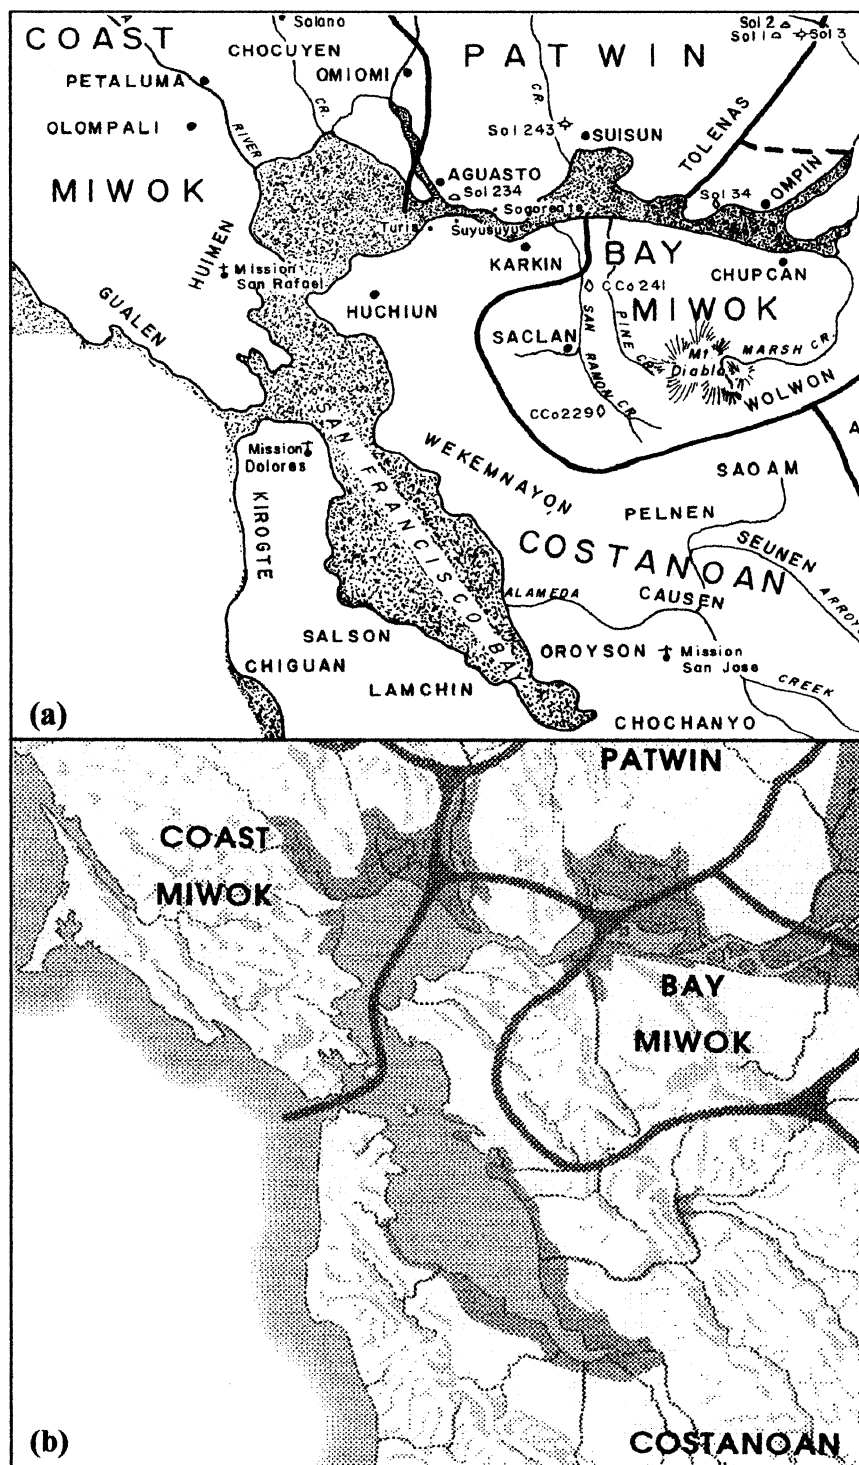 COAST
MIWOK
Solano
CHOCUYEN
CR.
OMIOMI
PETALUMA
OLOMPALI
RIVER
PATWIN
CR.
Sol 2
Sol 1
Sol 3
Sol 243
SUISUN
TOLENAS
OMPIN
Sol 34
AGUASTO
Sol 234
Sogoreate
Suyusuyu
Turis
KARKIN
HUIMEN
Mission
San Rafael
GUALEN
HUCHIUN
BAY
MIWOK
CHUPCAN
CCo 241
SACLAN
SAN RAMON CR.
PINE CR.
Mt
Diablo
MARSH CR.
WOLWON
CCo 229
Mission
Dolores
SAN FRANCISCO BAY
KIROGTE
WEKEMNAYON
SAOAM
A
PELNEN
COSTANOAN
SEUNEN
ARROY
ALAMEDA
CAUSEN
SALSON
CHIGUAN
LAMCHIN
OROYSON
Mission
San Jose
CREEK
CHOCHANYO
(a)
PATWIN
COAST
MIWOK
BAY
MIWOK
COSTANOAN
(b)